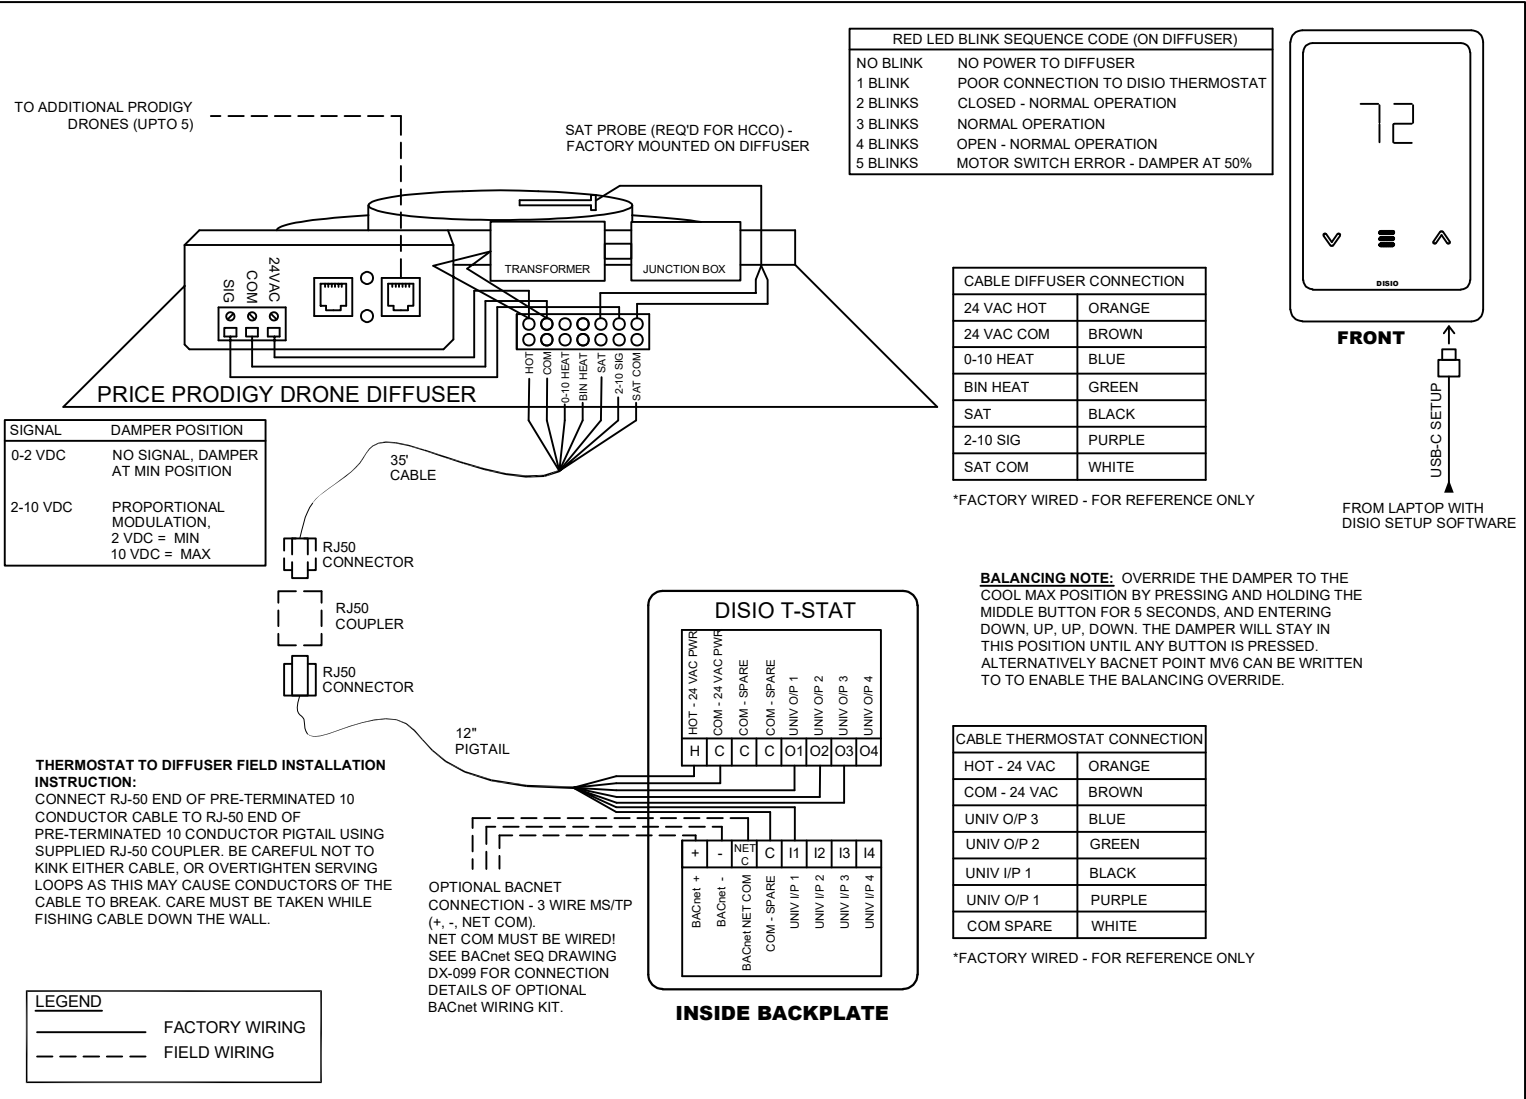 TO ADDITIONAL PRODIGY
DRONES (UPTO 5)
SAT PROBE (REQ'D FOR HCCO) -
FACTORY MOUNTED ON DIFFUSER
RED LED BLINK SEQUENCE CODE (ON DIFFUSER)
NO BLINK NO POWER TO DIFFUSER
1 BLINK POOR CONNECTION TO DISIO THERMOSTAT
2 BLINKS CLOSED - NORMAL OPERATION
3 BLINKS NORMAL OPERATION
4 BLINKS OPEN - NORMAL OPERATION
5 BLINKS MOTOR SWITCH ERROR - DAMPER AT 50%
72
DISIO
FRONT
USB-C SETUP
FROM LAPTOP WITH
DISIO SETUP SOFTWARE
SIG
COM
24VAC
TRANSFORMER
JUNCTION BOX
HOT
COM
0-10 HEAT
BIN HEAT
SAT
2-10 SIG
SAT COM
PRICE PRODIGY DRONE DIFFUSER
CABLE DIFFUSER CONNECTION
24 VAC HOT ORANGE
24 VAC COM BROWN
0-10 HEAT BLUE
BIN HEAT GREEN
SAT BLACK
2-10 SIG PURPLE
SAT COM WHITE
*FACTORY WIRED - FOR REFERENCE ONLY
SIGNAL DAMPER POSITION
0-2 VDC NO SIGNAL, DAMPER
AT MIN POSITION
2-10 VDC PROPORTIONAL
MODULATION,
2 VDC = MIN
10 VDC = MAX
35'
CABLE
RJ50
CONNECTOR
RJ50
COUPLER
RJ50
CONNECTOR
12"
PIGTAIL
BALANCING NOTE: OVERRIDE THE DAMPER TO THE
COOL MAX POSITION BY PRESSING AND HOLDING THE
MIDDLE BUTTON FOR 5 SECONDS, AND ENTERING
DOWN, UP, UP, DOWN. THE DAMPER WILL STAY IN
THIS POSITION UNTIL ANY BUTTON IS PRESSED.
ALTERNATIVELY BACNET POINT MV6 CAN BE WRITTEN
TO TO ENABLE THE BALANCING OVERRIDE.
DISIO T-STAT
HOT - 24 VAC PWR
COM - 24 VAC PWR
COM - SPARE
COM - SPARE
UNIV O/P 1
UNIV O/P 2
UNIV O/P 3
UNIV O/P 4
H C C C O1 O2 O3 O4
+ - NET C C I1 I2 I3 I4
BACnet +
BACnet -
BACnet NET COM
COM - SPARE
UNIV I/P 1
UNIV I/P 2
UNIV I/P 3
UNIV I/P 4
INSIDE BACKPLATE
THERMOSTAT TO DIFFUSER FIELD INSTALLATION
INSTRUCTION:
CONNECT RJ-50 END OF PRE-TERMINATED 10
CONDUCTOR CABLE TO RJ-50 END OF
PRE-TERMINATED 10 CONDUCTOR PIGTAIL USING
SUPPLIED RJ-50 COUPLER. BE CAREFUL NOT TO
KINK EITHER CABLE, OR OVERTIGHTEN SERVING
LOOPS AS THIS MAY CAUSE CONDUCTORS OF THE
CABLE TO BREAK. CARE MUST BE TAKEN WHILE
FISHING CABLE DOWN THE WALL.
OPTIONAL BACNET
CONNECTION - 3 WIRE MS/TP
(+, -, NET COM).
NET COM MUST BE WIRED!
SEE BACnet SEQ DRAWING
DX-099 FOR CONNECTION
DETAILS OF OPTIONAL
BACnet WIRING KIT.
CABLE THERMOSTAT CONNECTION
HOT - 24 VAC ORANGE
COM - 24 VAC BROWN
UNIV O/P 3 BLUE
UNIV O/P 2 GREEN
UNIV I/P 1 BLACK
UNIV O/P 1 PURPLE
COM SPARE WHITE
*FACTORY WIRED - FOR REFERENCE ONLY
LEGEND
FACTORY WIRING
FIELD WIRING